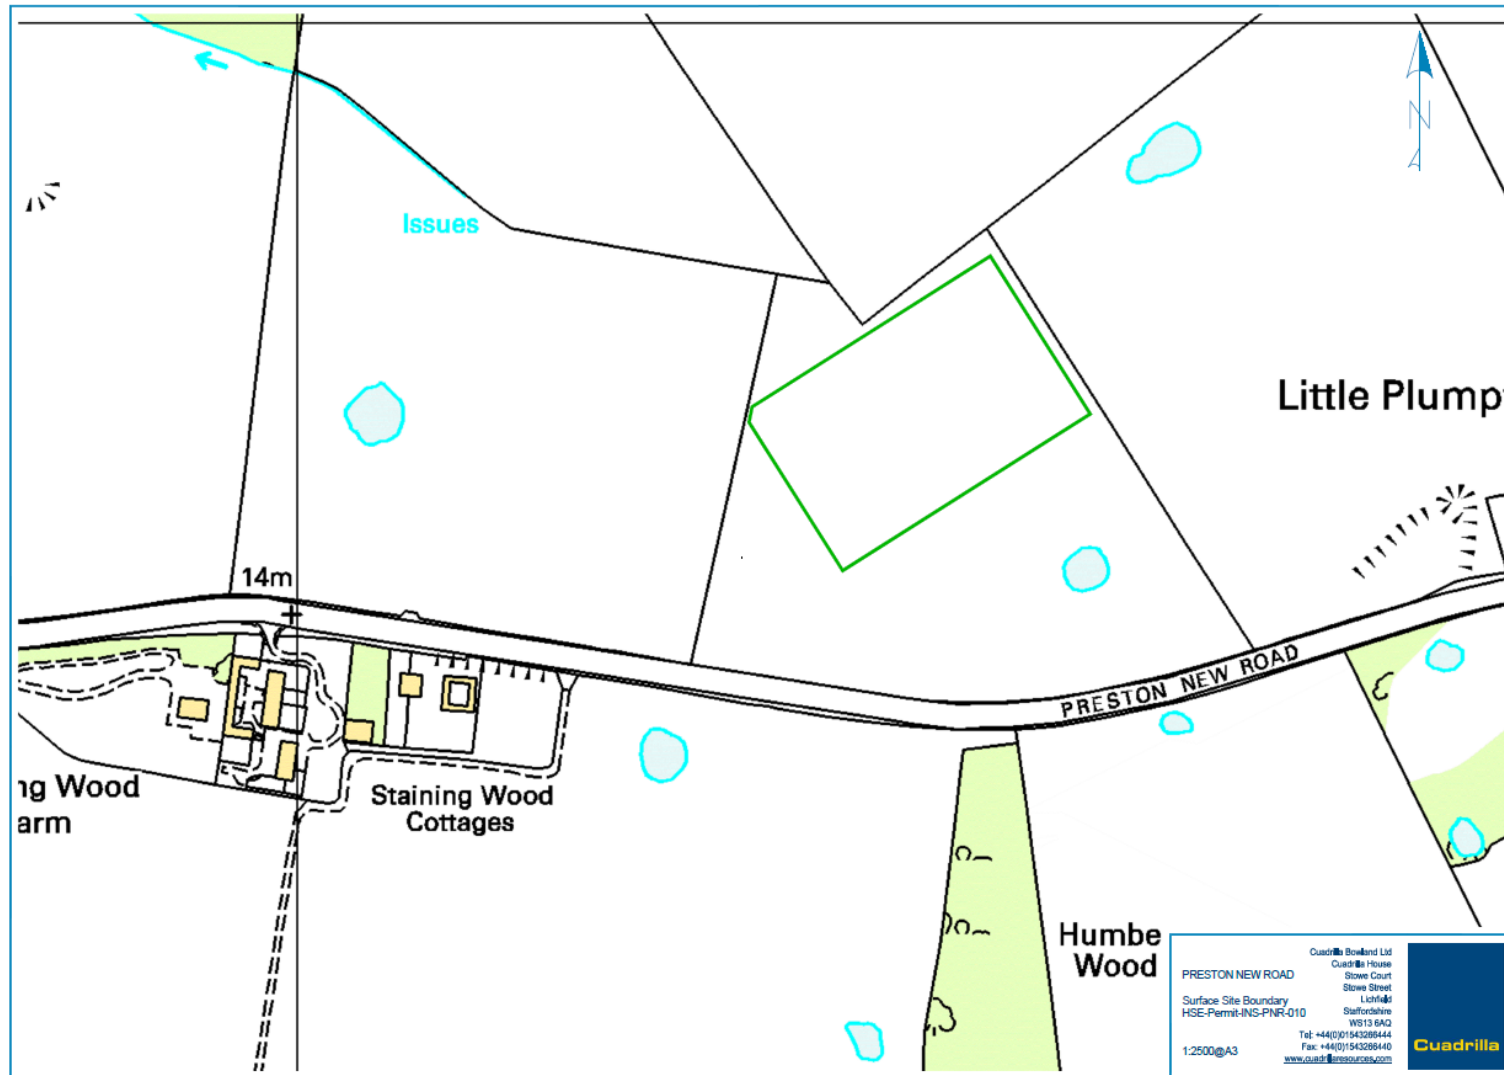 N
Issues
Little Plump
14m
PRESTON NEW ROAD
ng Wood
arm
Staining Wood
Cottages
Humbe
Wood
PRESTON NEW ROAD
Surface Site Boundary
HSE-Permit-INS-PNR-010
1:2500@A3
Cuadrilla Bowland Ltd
Cuadrilla House
Stowe Court
Stowe Street
Lichfield
Staffordshire
WS13 6AQ
Tel: +44(0)01543266444
Fax: +44(0)01543266440
www.cuadrillaresources.com
Cuadrilla